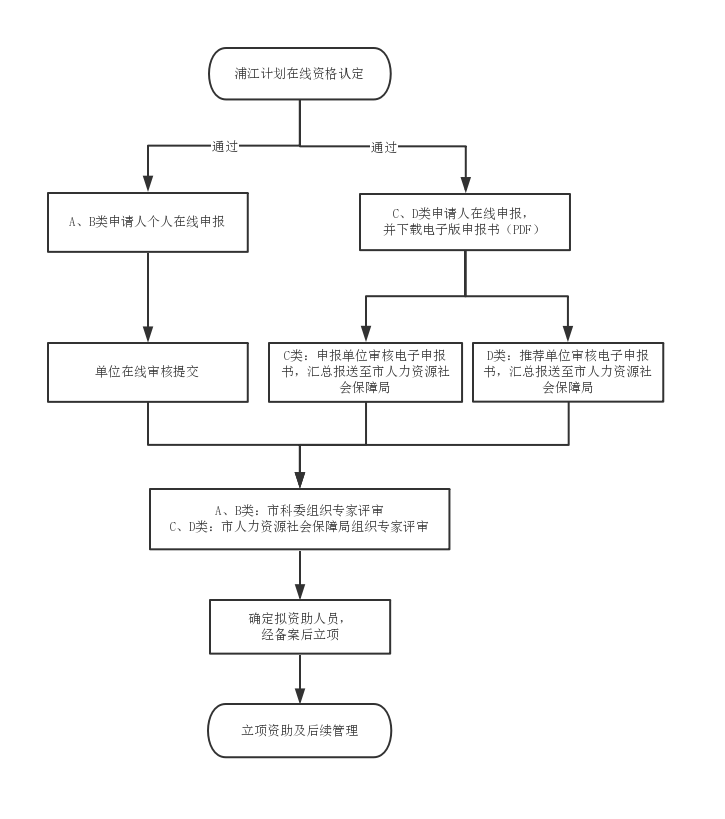 浦江计划在线资格认定
通过
通过
A、B类申请人个人在线申报
C、D类申请人在线申报，
并下载电子版申报书（PDF）
单位在线审核提交
C类：申报单位审核电子申报
书，汇总报送至市人力资源社
会保障局
D类：推荐单位审核电子申报
书，汇总报送至市人力资源社
会保障局
A、B类：市科委组织专家评审
C、D类：市人力资源社会保障局组织专家评审
确定拟资助人员，
经备案后立项
立项资助及后续管理